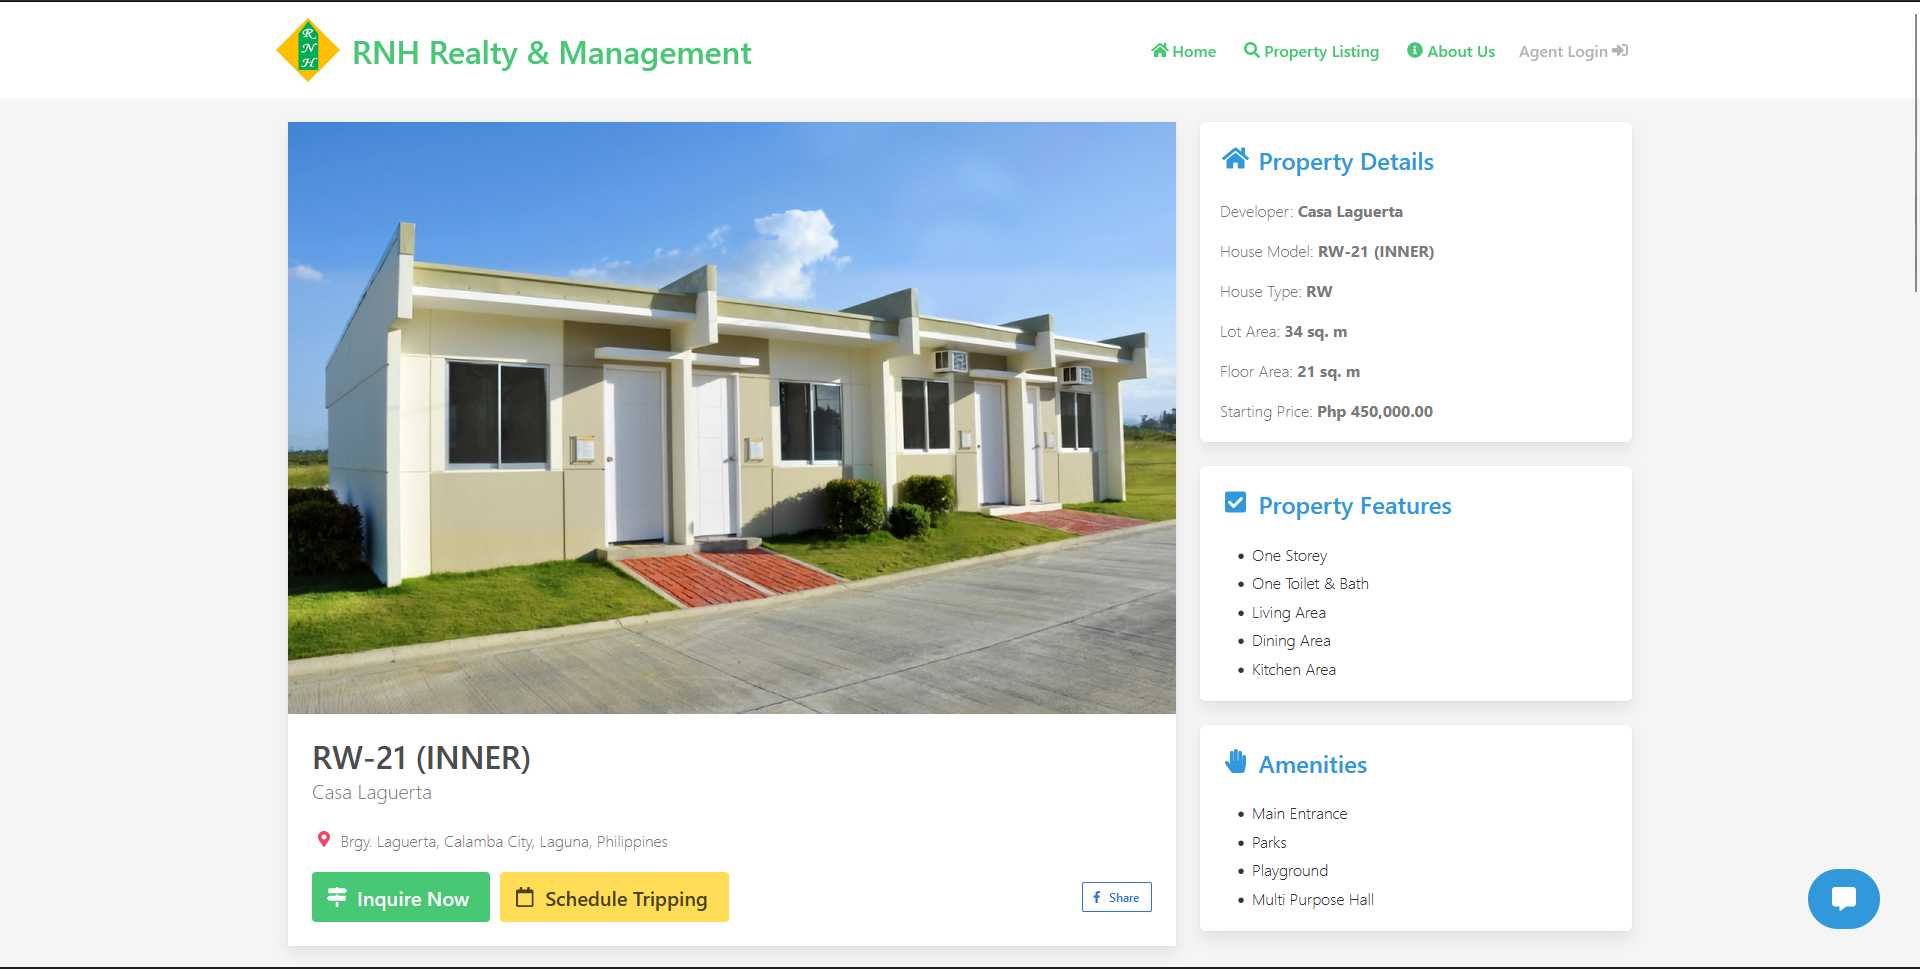 RNH
RNH Realty & Management
Home
Property Listing
About Us
Agent Login
RW-21 (INNER)
Casa Laguerta
Brgy. Laguerta, Calamba City, Laguna, Philippines
Inquire Now
Schedule Tripping
Share
Property Details
Developer: Casa Laguerta
House Model: RW-21 (INNER)
House Type: RW
Lot Area: 34 sq. m
Floor Area: 21 sq. m
Starting Price: Php 450,000.00
Property Features
One Storey
One Toilet & Bath
Living Area
Dining Area
Kitchen Area
Amenities
Main Entrance
Parks
Playground
Multi Purpose Hall